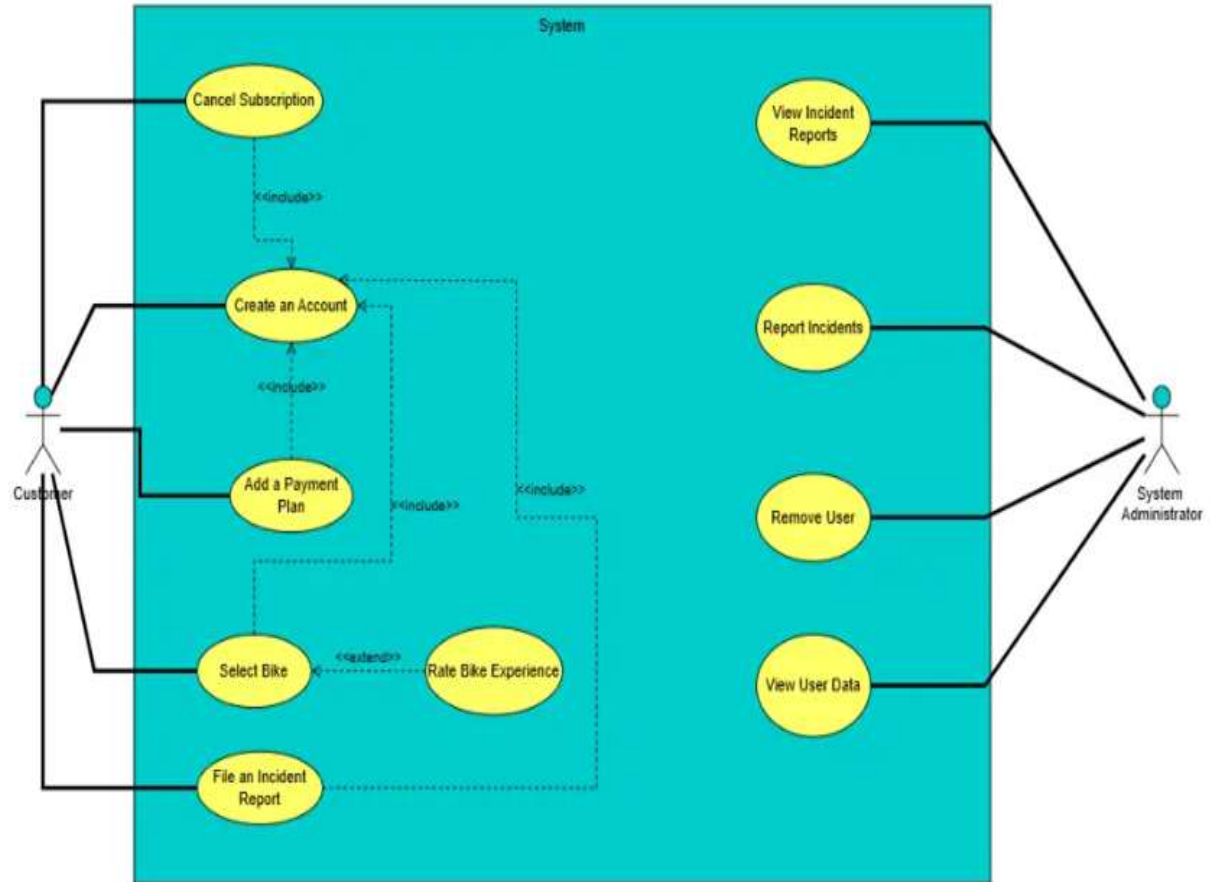 System
Cancel Subscription
View Incident
Reports
<<include>>
Create an Account
Report Incidents
<<include>>
Customer
Add a Payment
Plan
<<include>>
<<include>>
Remove User
System
Administrator
Select Bike
<<extend>>
Rate Bike Experience
View User Data
File an Incident
Report